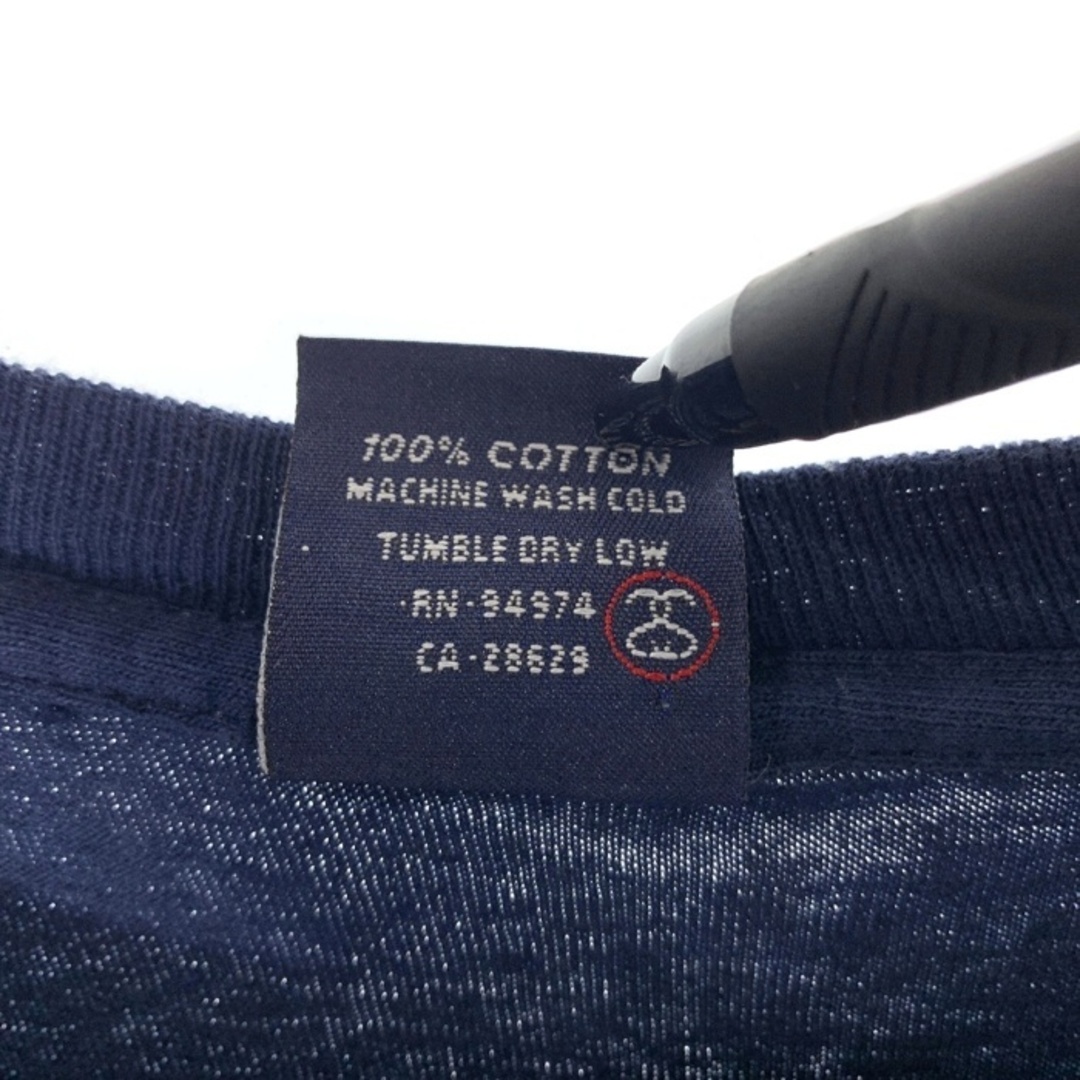 100% COTTON
MACHINE WASH COLD
TUMBLE DRY LOW
·RN·94974
CA·28629